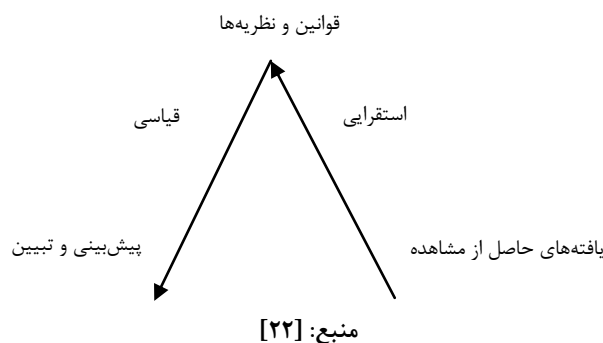 قوانین و نظریه‌ها
استقرایی
قیاسی
یافته‌های حاصل از مشاهده
پیش‌بینی و تبیین
منبع: [۲۲]